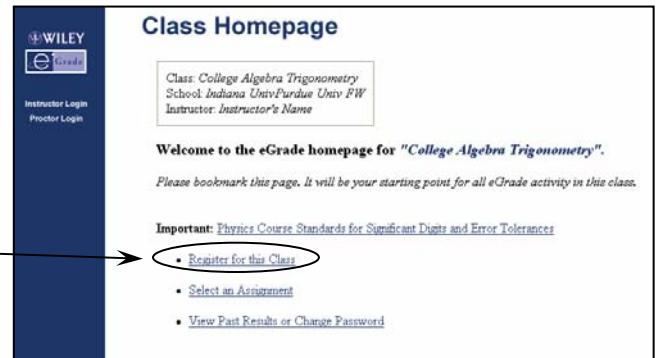 WILEY
e Grade
Instructor Login
Proctor Login
Class Homepage
Class: College Algebra Trigonometry
School: Indiana UnivPurdue Univ FW
Instructor: Instructor's Name
Welcome to the eGrade homepage for "College Algebra Trigonometry".
Please bookmark this page. It will be your starting point for all eGrade activity in this class.
Important: Physics Course Standards for Significant Digits and Error Tolerances
• Register for this Class
• Select an Assignment
• View Past Results or Change Password